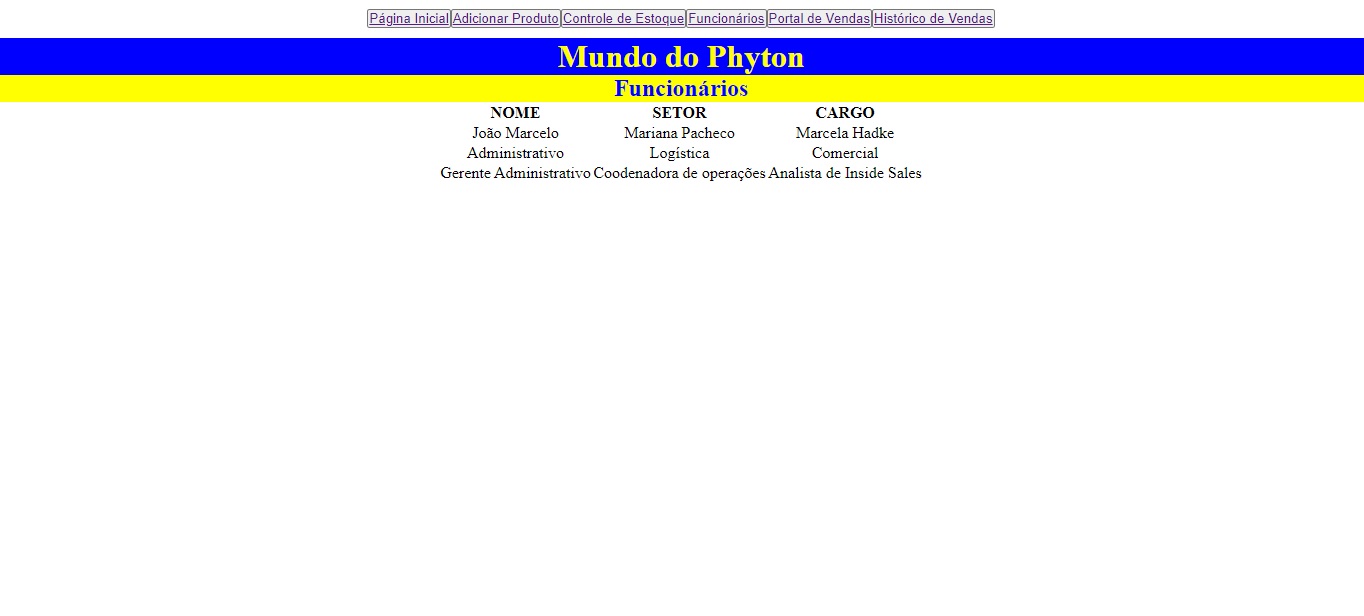 Página Inicial Adicionar Produto Controle de Estoque Funcionários Portal de Vendas Histórico de Vendas
Mundo do Phyton
Funcionários
NOME SETOR CARGO
João Marcelo Mariana Pacheco Marcela Hadke
Administrativo Logística Comercial
Gerente Administrativo Coodenadora de operações Analista de Inside Sales